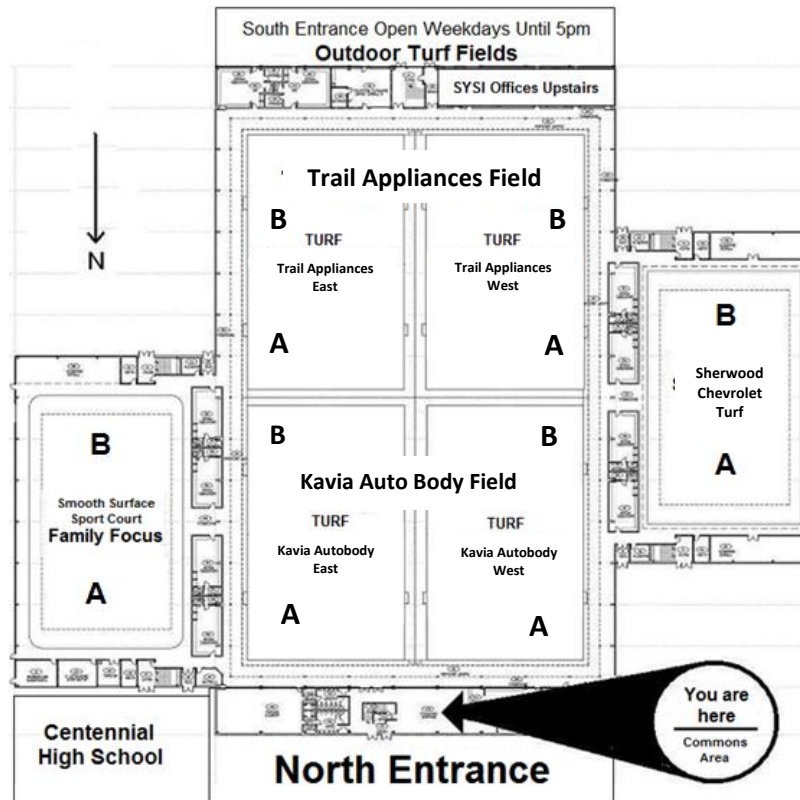 South Entrance Open Weekdays Until 5pm
Outdoor Turf Fields
SYSI Offices Upstairs
N
Trail Appliances Field
B
TURF
Trail Appliances
East
A
B
TURF
Trail Appliances
West
A
B
Sherwood
Chevrolet
Turf
A
B
Smooth Surface
Sport Court
Family Focus
A
B
B
Kavia Auto Body Field
TURF
Kavia Autobody
East
A
TURF
Kavia Autobody
West
A
You are
here
Commons
Area
Centennial
High School
North Entrance